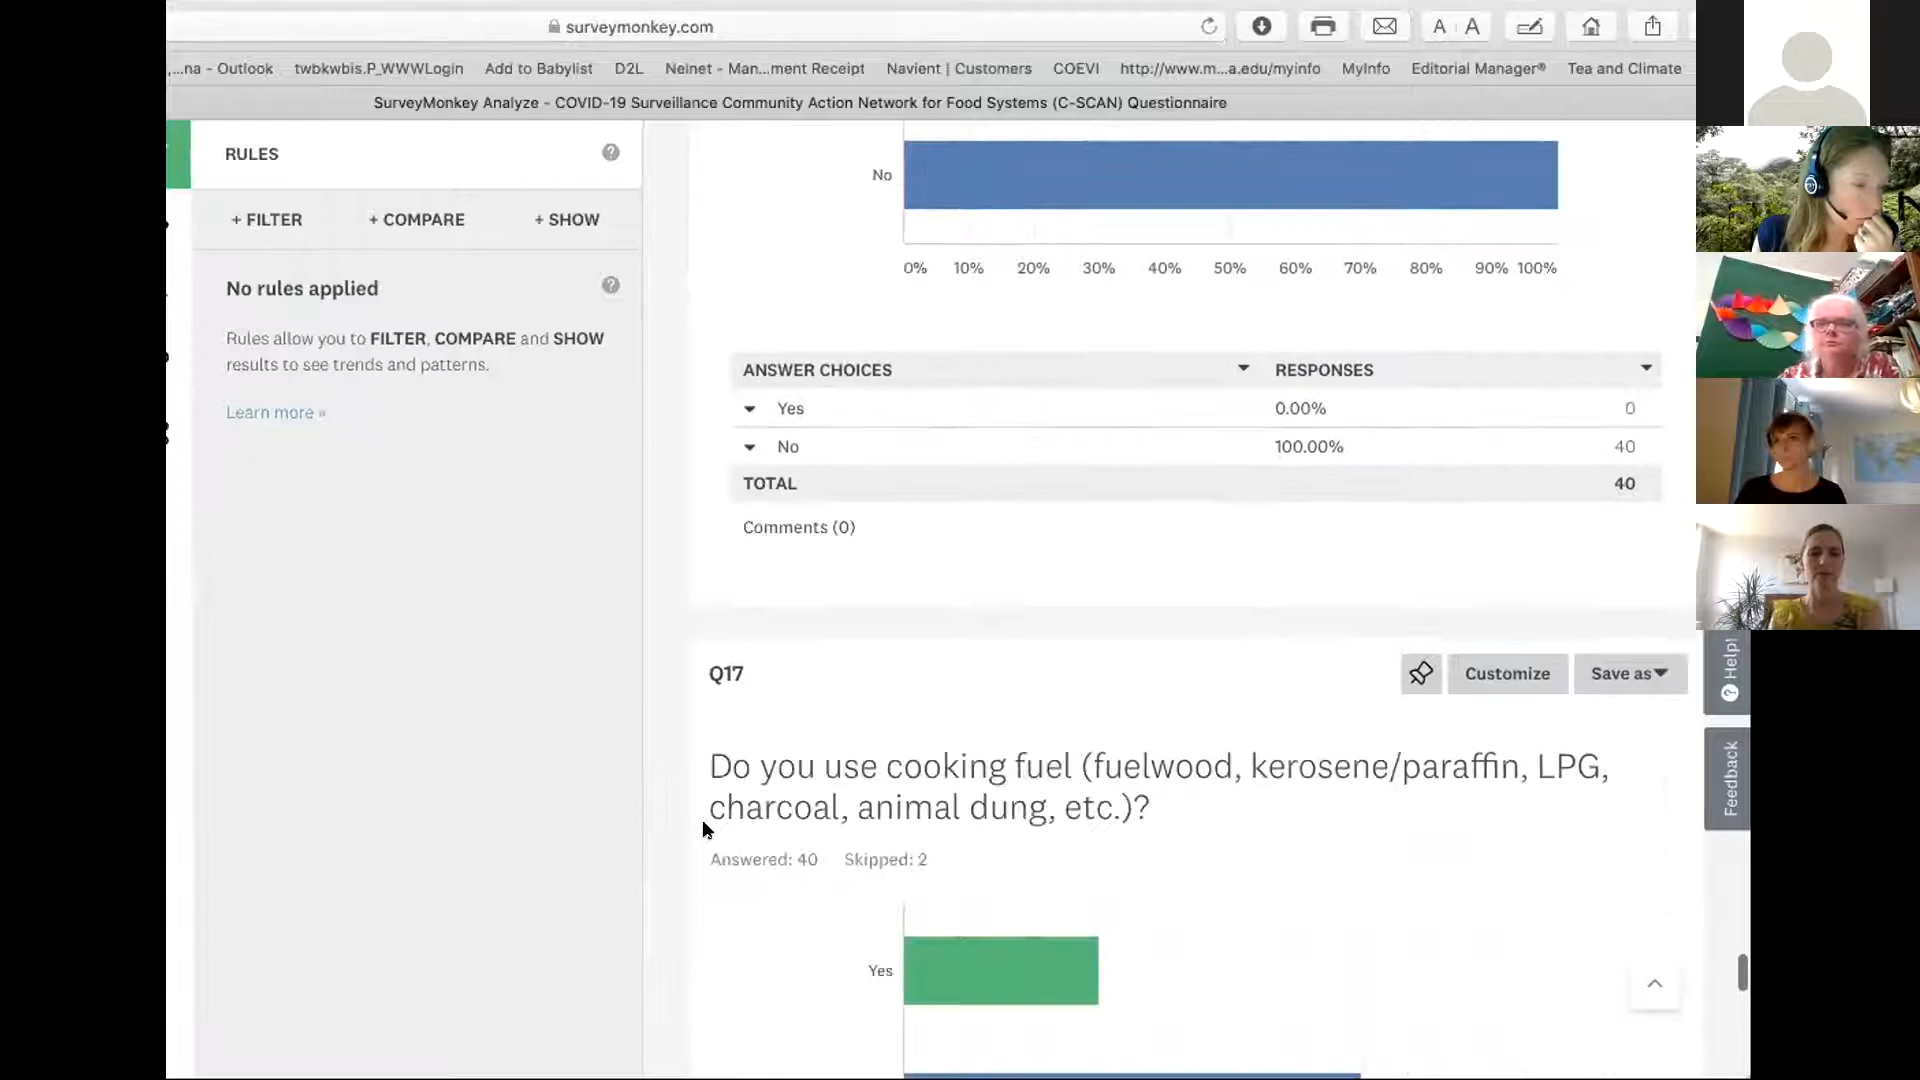 surveymonkey.com
A A
,...na - Outlook twbkwbis.P_WWWLogin Add to Babylist D2L Nelnet - Man...ment Receipt Navient | Customers COEVI http://www.m...a.edu/myinfo MyInfo Editorial Manager® Tea and Climate
SurveyMonkey Analyze - COVID-19 Surveillance Community Action Network for Food Systems (C-SCAN) Questionnaire
RULES
+ FILTER + COMPARE + SHOW
No rules applied
Rules allow you to FILTER, COMPARE and SHOW
results to see trends and patterns.
Learn more »
No
0% 10% 20% 30% 40% 50% 60% 70% 80% 90% 100%
ANSWER CHOICES RESPONSES
Yes 0.00% 0
No 100.00% 40
TOTAL 40
Comments (0)
Q17
Customize
Save as
Help!
Feedback
Do you use cooking fuel (fuelwood, kerosene/paraffin, LPG,
charcoal, animal dung, etc.)?
Answered: 40 Skipped: 2
Yes